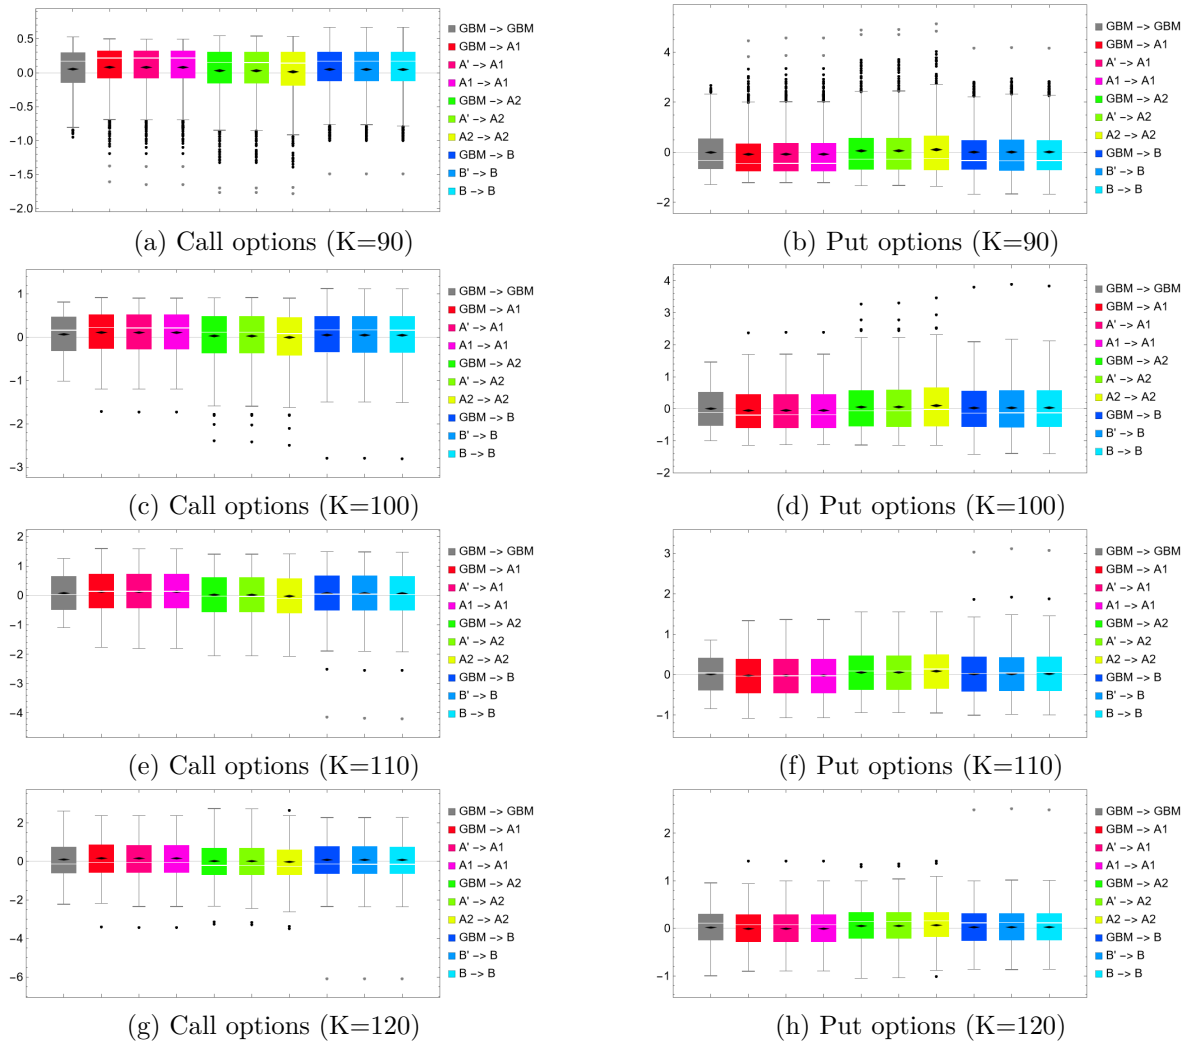 0.5
0.0
−0.5
−1.0
−1.5
−2.0
GBM −> GBM
GBM −> A1
A' −> A1
A1 −> A1
GBM −> A2
A' −> A2
A2 −> A2
GBM −> B
B' −> B
B −> B
(a) Call options (K=90)
4
2
0
−2
GBM −> GBM
GBM −> A1
A' −> A1
A1 −> A1
GBM −> A2
A' −> A2
A2 −> A2
GBM −> B
B' −> B
B −> B
(b) Put options (K=90)
1
0
−1
−2
−3
GBM −> GBM
GBM −> A1
A' −> A1
A1 −> A1
GBM −> A2
A' −> A2
A2 −> A2
GBM −> B
B' −> B
B −> B
(c) Call options (K=100)
4
3
2
1
0
−1
−2
GBM −> GBM
GBM −> A1
A' −> A1
A1 −> A1
GBM −> A2
A' −> A2
A2 −> A2
GBM −> B
B' −> B
B −> B
(d) Put options (K=100)
2
1
0
−1
−2
−3
−4
GBM −> GBM
GBM −> A1
A' −> A1
A1 −> A1
GBM −> A2
A' −> A2
A2 −> A2
GBM −> B
B' −> B
B −> B
(e) Call options (K=110)
3
2
1
0
−1
GBM −> GBM
GBM −> A1
A' −> A1
A1 −> A1
GBM −> A2
A' −> A2
A2 −> A2
GBM −> B
B' −> B
B −> B
(f) Put options (K=110)
2
0
−2
−4
−6
GBM −> GBM
GBM −> A1
A' −> A1
A1 −> A1
GBM −> A2
A' −> A2
A2 −> A2
GBM −> B
B' −> B
B −> B
(g) Call options (K=120)
2
1
0
−1
GBM −> GBM
GBM −> A1
A' −> A1
A1 −> A1
GBM −> A2
A' −> A2
A2 −> A2
GBM −> B
B' −> B
B −> B
(h) Put options (K=120)